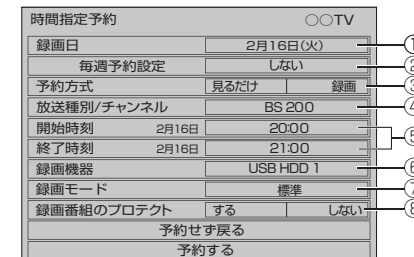 時間指定予約 ○○TV
録画日 2月16日(火) ①
毎週予約設定 しない ②
予約方式 見るだけ 録画 ③
放送種別/チャンネル BS 200 ④
開始時刻 2月16日 20:00 ⑤
終了時刻 2月16日 21:00
録画機器 USB HDD 1 ⑥
録画モード 標準 ⑦
録画番組のプロテクト する しない ⑧
予約せず戻る
予約する